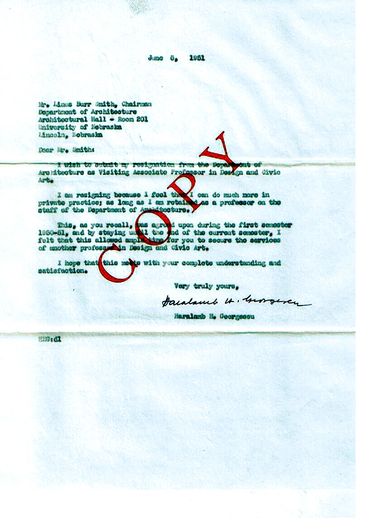 June 8, 1951
Mr. Linus Burr Smith, Chairman
Department of Architecture
Architectural Hall - Room 201
University of Nebraska
Lincoln, Nebraska
Dear Mr. Smith:
I wish to submit my resignation from the Department of
Architecture as Visiting Associate Professor in Design and Civic
Art.
I am resigning because I feel that I can do much more in
private practice; as long as I am retained as a professor on the
staff of the Department of Architecture.
This, as you recall, was agreed upon during the first semester
1950-51, and by staying until the end of the current semester, I
felt that this allowed ample time for you to secure the services
of another professor in Design and Civic Art.
I hope that this meets with your complete understanding and
satisfaction.
Very truly yours,
Haralamb H. Georgescu
Haralamb H. Georgescu
HHG:dl
COPY